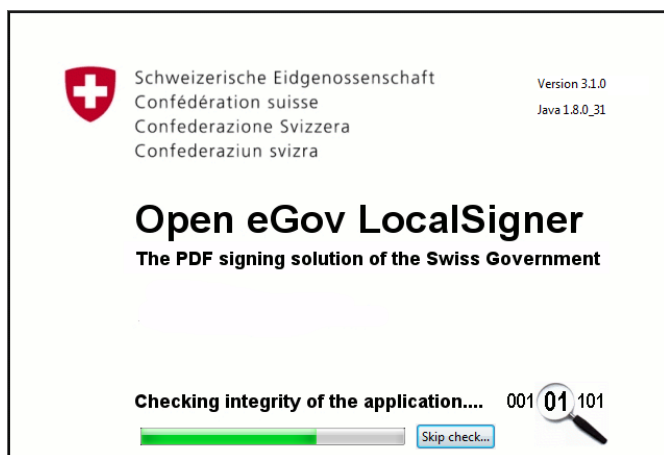 Schweizerische Eidgenossenschaft
Confédération suisse
Confederazione Svizzera
Confederaziun svizra
Version 3.1.0
Java 1.8.0_31
Open eGov LocalSigner
The PDF signing solution of the Swiss Government
Checking integrity of the application....
001 01 101
Skip check...